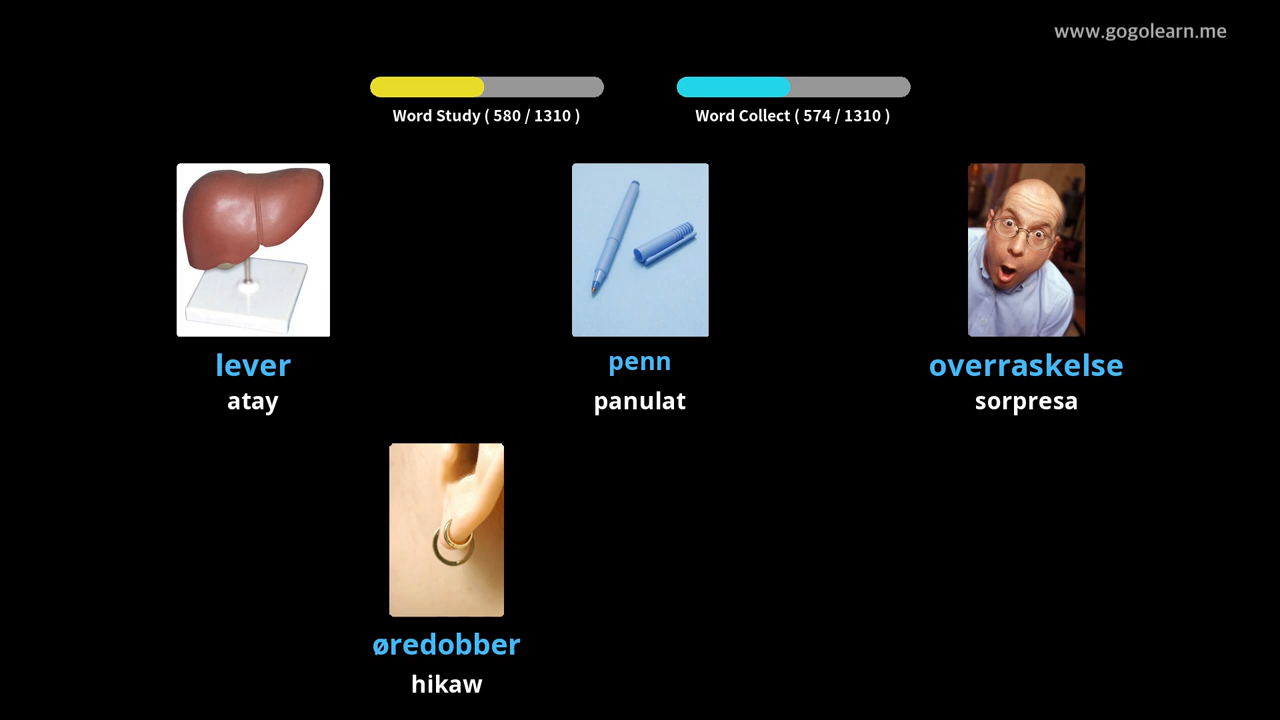 www.gogolearn.me
Word Study ( 580 / 1310 )
Word Collect ( 574 / 1310 )
lever
atay
penn
panulat
overraskelse
sorpresa
øredobber
hikaw